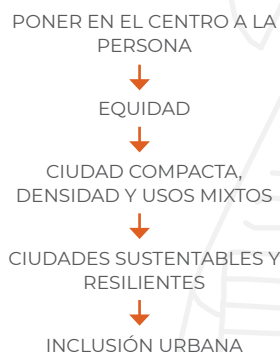 PONER EN EL CENTRO A LA
PERSONA
EQUIDAD
CIUDAD COMPACTA,
DENSIDAD Y USOS MIXTOS
CIUDADES SUSTENTABLES Y
RESILIENTES
INCLUSIÓN URBANA